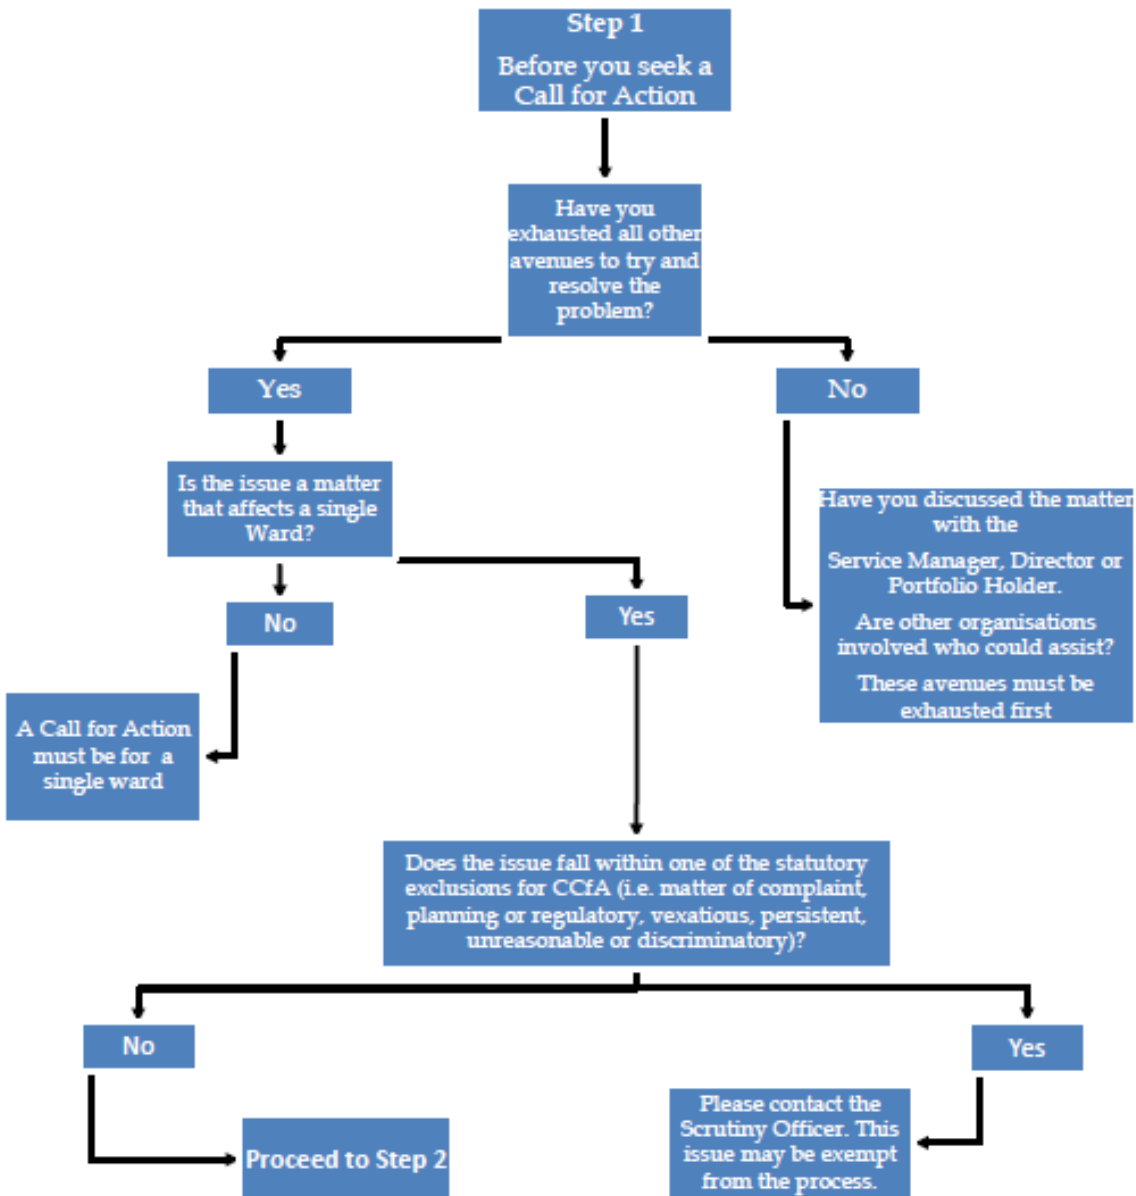 Step 1
Before you seek a
Call for Action
Have you
exhausted all other
avenues to try and
resolve the
problem?
Yes
No
Is the issue a matter
that affects a single
Ward?
Have you discussed the matter
with the
Service Manager, Director or
Portfolio Holder.
Are other organisations
involved who could assist?
These avenues must be
exhausted first
No
Yes
A Call for Action
must be for a
single ward
Does the issue fall within one of the statutory
exclusions for CCfA (i.e. matter of complaint,
planning or regulatory, vexatious, persistent,
unreasonable or discriminatory)?
No
Yes
Proceed to Step 2
Please contact the
Scrutiny Officer. This
issue may be exempt
from the process.